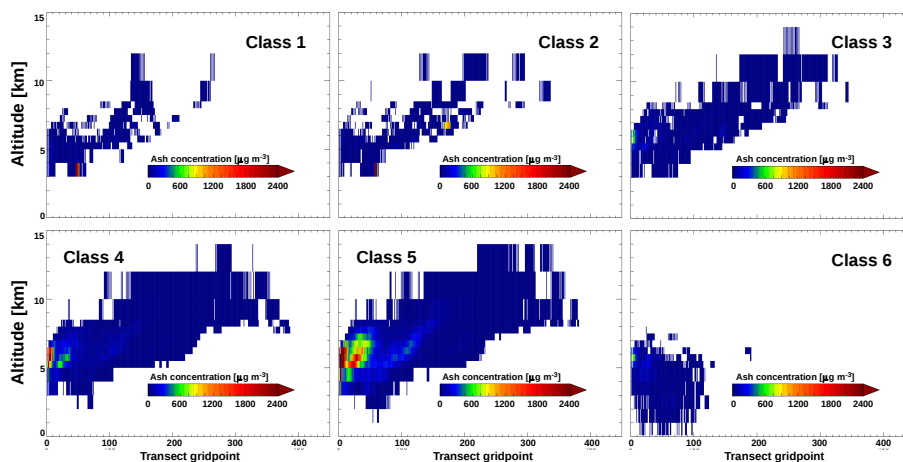 15
Class 1
Class 2
Class 3
Altitude [km]
10
5
0
Ash concentration [µg m-3]
0 600 1200 1800 2400
Ash concentration [µg m-3]
0 600 1200 1800 2400
Ash concentration [µg m-3]
0 600 1200 1800 2400
15
Class 4
Class 5
Class 6
Altitude [km]
10
5
0
Ash concentration [µg m-3]
0 600 1200 1800 2400
Ash concentration [µg m-3]
0 600 1200 1800 2400
Ash concentration [µg m-3]
0 600 1200 1800 2400
0 100 200 300 400
0 100 200 300 400
0 100 200 300 400
Transect gridpoint
Transect gridpoint
Transect gridpoint